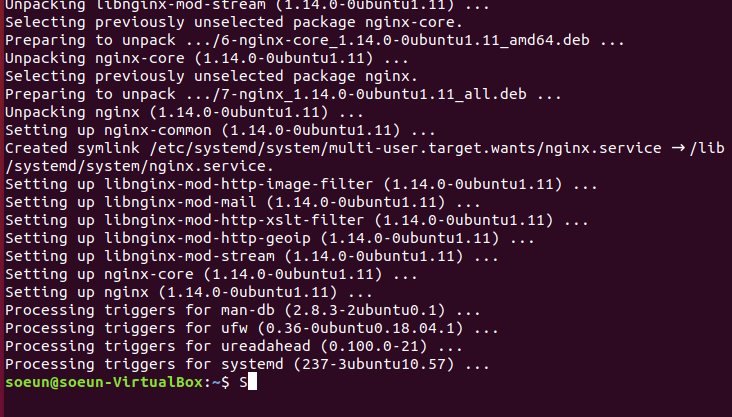 Unpacking libnginx-mod-stream (1.14.0-0ubuntu1.11) ...
Selecting previously unselected package nginx-core.
Preparing to unpack .../6-nginx-core_1.14.0-0ubuntu1.11_amd64.deb ...
Unpacking nginx-core (1.14.0-0ubuntu1.11) ...
Selecting previously unselected package nginx.
Preparing to unpack .../7-nginx_1.14.0-0ubuntu1.11_all.deb ...
Unpacking nginx (1.14.0-0ubuntu1.11) ...
Setting up nginx-common (1.14.0-0ubuntu1.11) ...
Created symlink /etc/systemd/system/multi-user.target.wants/nginx.service → /lib
/systemd/system/nginx.service.
Setting up libnginx-mod-http-image-filter (1.14.0-0ubuntu1.11) ...
Setting up libnginx-mod-mail (1.14.0-0ubuntu1.11) ...
Setting up libnginx-mod-http-xslt-filter (1.14.0-0ubuntu1.11) ...
Setting up libnginx-mod-http-geoip (1.14.0-0ubuntu1.11) ...
Setting up libnginx-mod-stream (1.14.0-0ubuntu1.11) ...
Setting up nginx-core (1.14.0-0ubuntu1.11) ...
Setting up nginx (1.14.0-0ubuntu1.11) ...
Processing triggers for man-db (2.8.3-2ubuntu0.1) ...
Processing triggers for ufw (0.36-0ubuntu0.18.04.1) ...
Processing triggers for ureadahead (0.100.0-21) ...
Processing triggers for systemd (237-3ubuntu10.57) ...
soeun@soeun-VirtualBox:~$ S